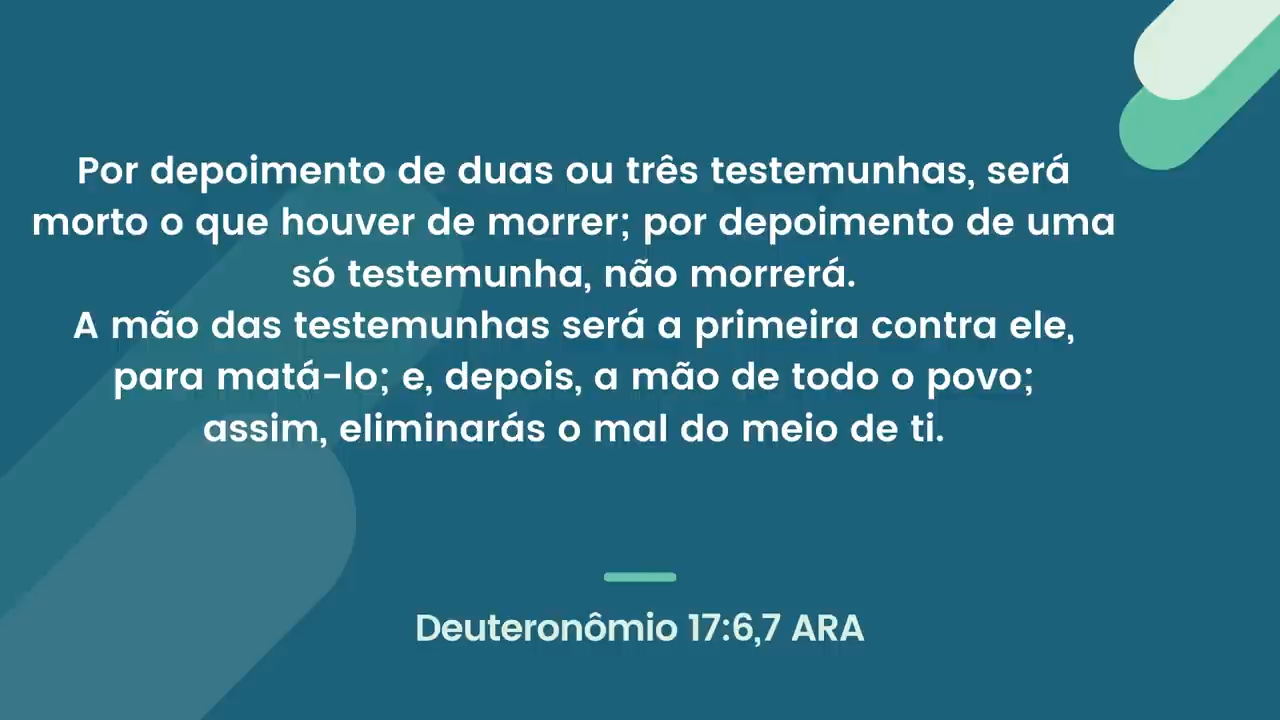 Por depoimento de duas ou três testemunhas, será
morto o que houver de morrer; por depoimento de uma
só testemunha, não morrerá.
A mão das testemunhas será a primeira contra ele,
para matá-lo; e, depois, a mão de todo o povo;
assim, eliminarás o mal do meio de ti.
Deuteronômio 17:6,7 ARA